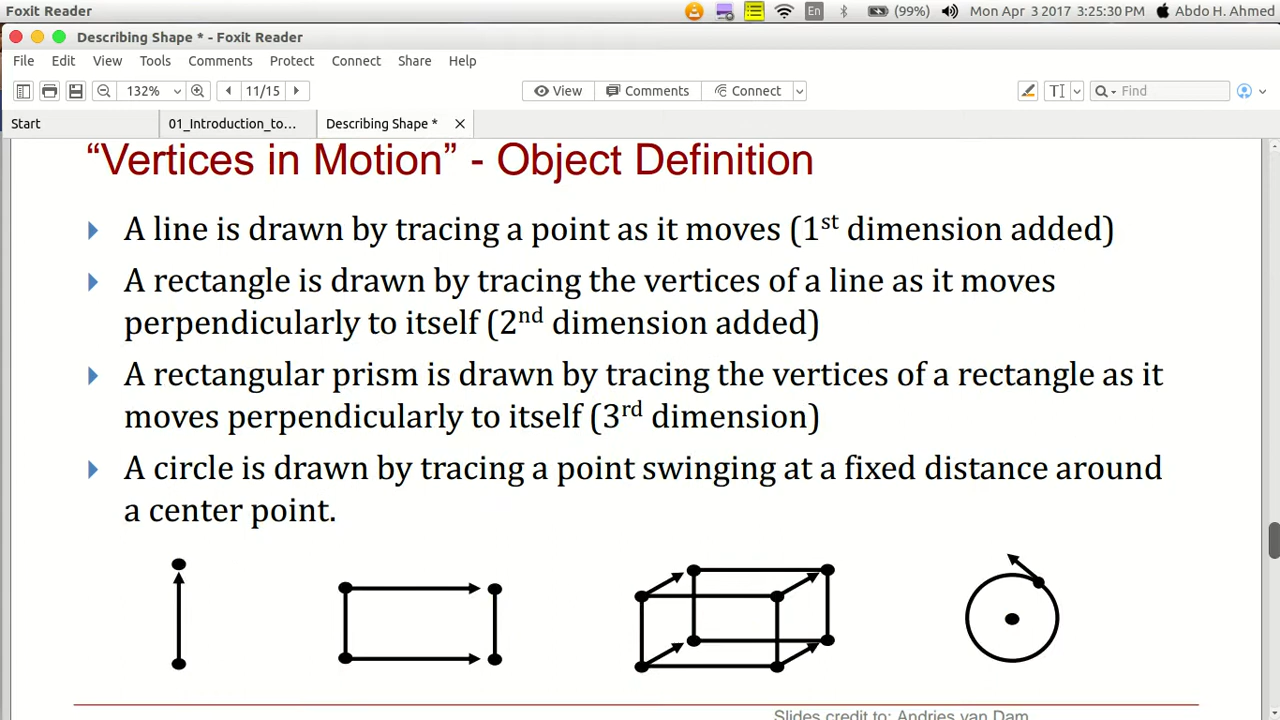 Foxit Reader En (99%) Mon Apr 3 2017 3:25:30 PM Abdo H. Ahmed
Describing Shape * - Foxit Reader
File Edit View Tools Comments Protect Connect Share Help
132% 11/15 View Comments Connect Find
Start 01_Introduction_to... Describing Shape *
“Vertices in Motion” - Object Definition
A line is drawn by tracing a point as it moves (1st dimension added)
A rectangle is drawn by tracing the vertices of a line as it moves
perpendicularly to itself (2nd dimension added)
A rectangular prism is drawn by tracing the vertices of a rectangle as it
moves perpendicularly to itself (3rd dimension)
A circle is drawn by tracing a point swinging at a fixed distance around
a center point.
Slides credit to: Andries van Dam